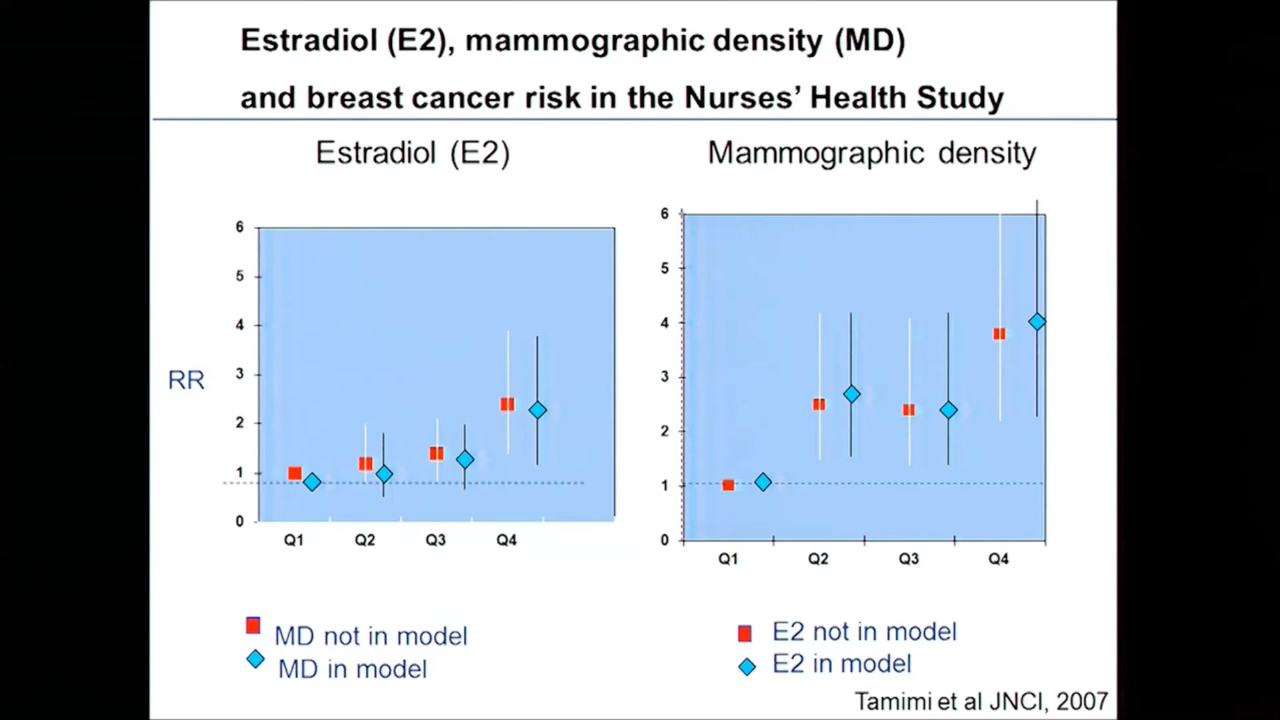 Estradiol (E2), mammographic density (MD)
and breast cancer risk in the Nurses’ Health Study
Estradiol (E2)
Mammographic density
RR
6
5
4
3
2
1
0
Q1 Q2 Q3 Q4
6
5
4
3
2
1
0
Q1 Q2 Q3 Q4
MD not in model
MD in model
E2 not in model
E2 in model
Tamimi et al JNCI, 2007